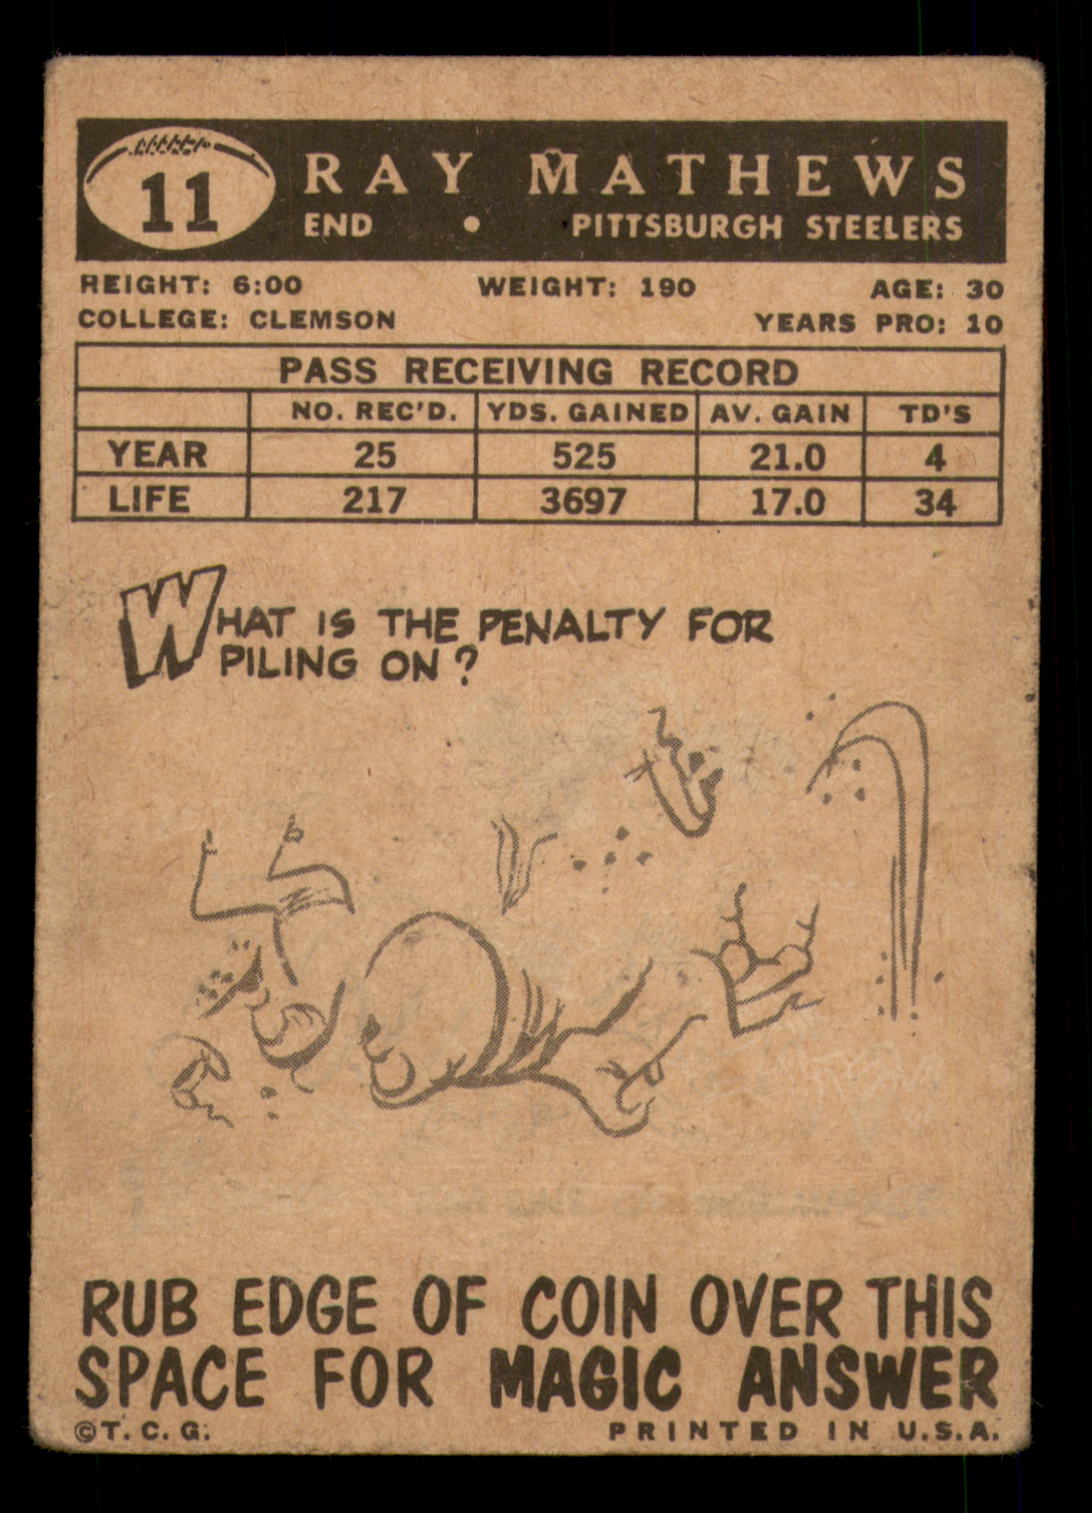 11
RAY MATHEWS
END • PITTSBURGH STEELERS
HEIGHT: 6:00 WEIGHT: 190 AGE: 30
COLLEGE: CLEMSON YEARS PRO: 10
PASS RECEIVING RECORD
NO. REC'D. YDS. GAINED AV. GAIN TD'S
YEAR 25 525 21.0 4
LIFE 217 3697 17.0 34
WHAT IS THE PENALTY FOR
PILING ON?
RUB EDGE OF COIN OVER THIS
SPACE FOR MAGIC ANSWER
©T.C.G. PRINTED IN U.S.A.